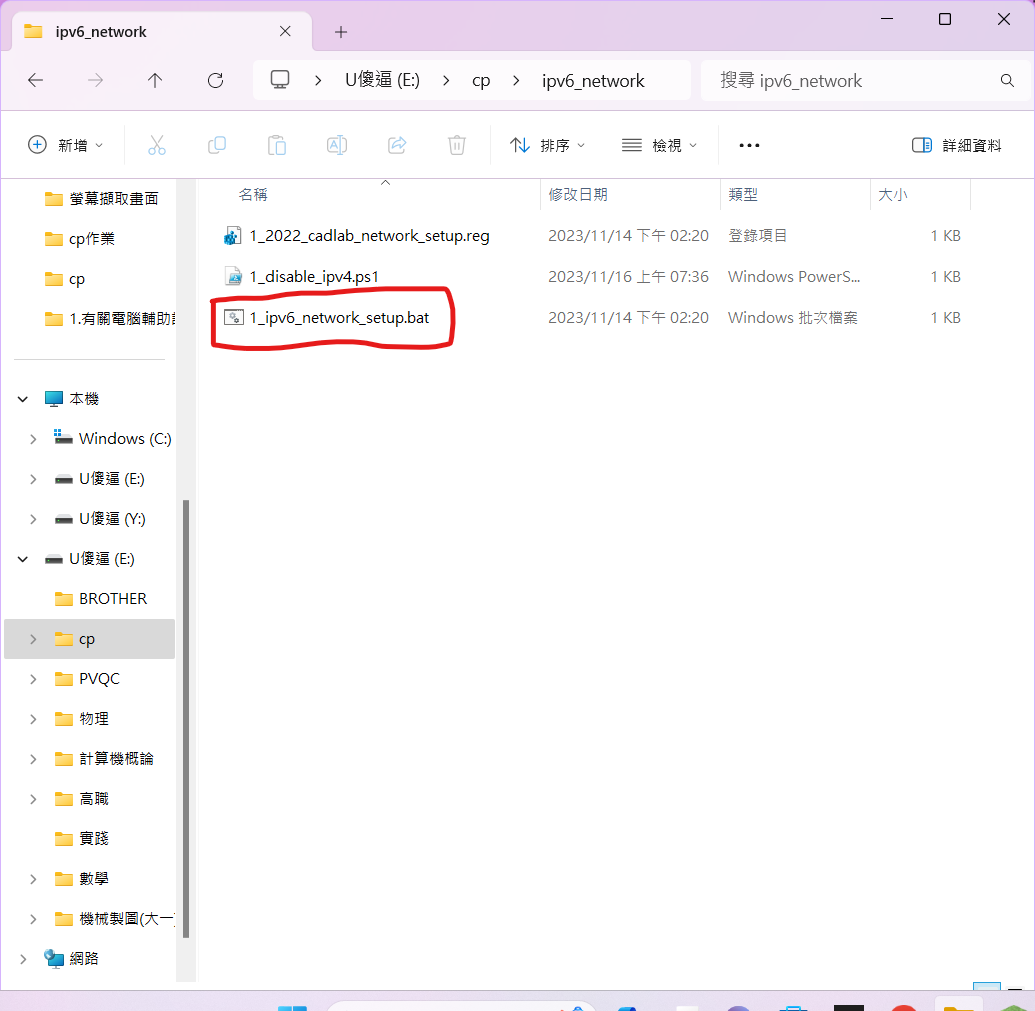 ipv6_network
U傻逼 (E:) cp ipv6_network 搜尋 ipv6_network
新增 排序 檢視 詳細資料
名稱 修改日期 類型 大小
1_2022_cadlab_network_setup.reg 2023/11/14 下午 02:20 登錄項目 1 KB
1_disable_ipv4.ps1 2023/11/16 上午 07:36 Windows PowerS... 1 KB
1_ipv6_network_setup.bat 2023/11/14 下午 02:20 Windows 批次檔案 1 KB
螢幕擷取畫面
cp作業
cp
1.有關電腦輔助
本機
Windows (C:)
U傻逼 (E:)
U傻逼 (Y:)
U傻逼 (E:)
BROTHER
cp
PVQC
物理
計算機概論
高職
實踐
數學
機械製圖(大一
網路